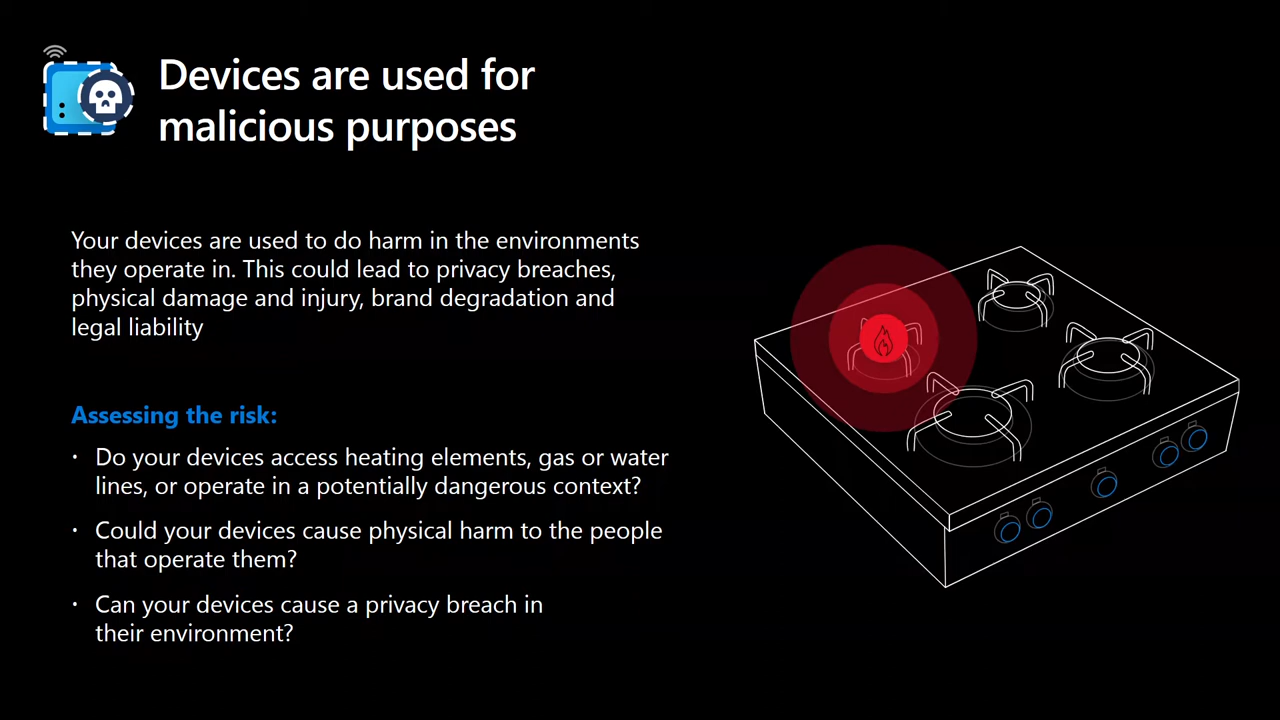 Devices are used for
malicious purposes
Your devices are used to do harm in the environments
they operate in. This could lead to privacy breaches,
physical damage and injury, brand degradation and
legal liability
Assessing the risk:
· Do your devices access heating elements, gas or water
lines, or operate in a potentially dangerous context?
· Could your devices cause physical harm to the people
that operate them?
· Can your devices cause a privacy breach in
their environment?